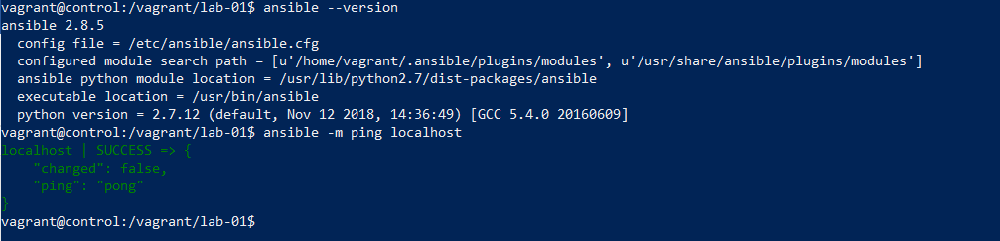 vagrant@control:/vagrant/lab-01$ ansible --version
ansible 2.8.5
  config file = /etc/ansible/ansible.cfg
  configured module search path = [u'/home/vagrant/.ansible/plugins/modules', u'/usr/share/ansible/plugins/modules']
  ansible python module location = /usr/lib/python2.7/dist-packages/ansible
  executable location = /usr/bin/ansible
  python version = 2.7.12 (default, Nov 12 2018, 14:36:49) [GCC 5.4.0 20160609]
vagrant@control:/vagrant/lab-01$ ansible -m ping localhost
localhost | SUCCESS => {
    "changed": false,
    "ping": "pong"
}
vagrant@control:/vagrant/lab-01$